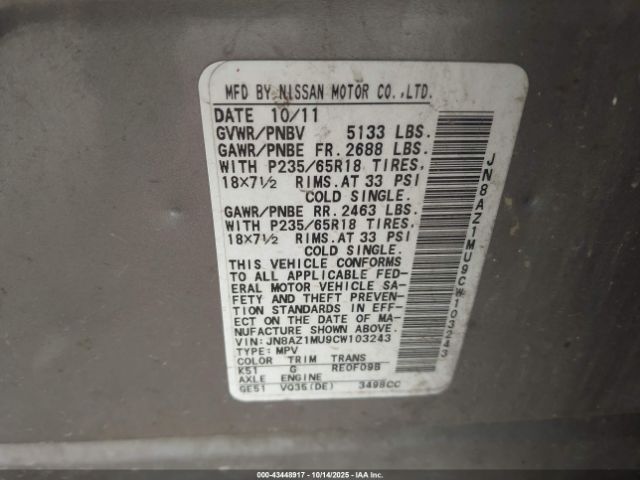 MFD BY NISSAN MOTOR CO.,LTD.
DATE 10/11
GVWR/PNBV 5133 LBS.
GAWR/PNBE FR. 2688 LBS.
WITH P235/65R18 TIRES.
18×7½ RIMS. AT 33 PSI
COLD SINGLE.
GAWR/PNBE RR. 2463 LBS.
WITH P235/65R18 TIRES.
18×7½ RIMS. AT 33 PSI
COLD SINGLE.
THIS VEHICLE CONFORMS
TO ALL APPLICABLE FED-
ERAL MOTOR VEHICLE SA-
FETY AND THEFT PREVEN-
TION STANDARDS IN EFF-
ECT ON THE DATE OF MA-
NUFACTURE SHOWN ABOVE.
VIN: JN8AZ1MU9CW103243
TYPE: MPV
COLOR TRIM TRANS
K51 G RE0F09B
AXLE ENGINE
GE51 VQ35(DE) 3498CC
JN8AZ1MU9CW103243
000-43448917 - 10/14/2025 - IAA Inc. - Copart